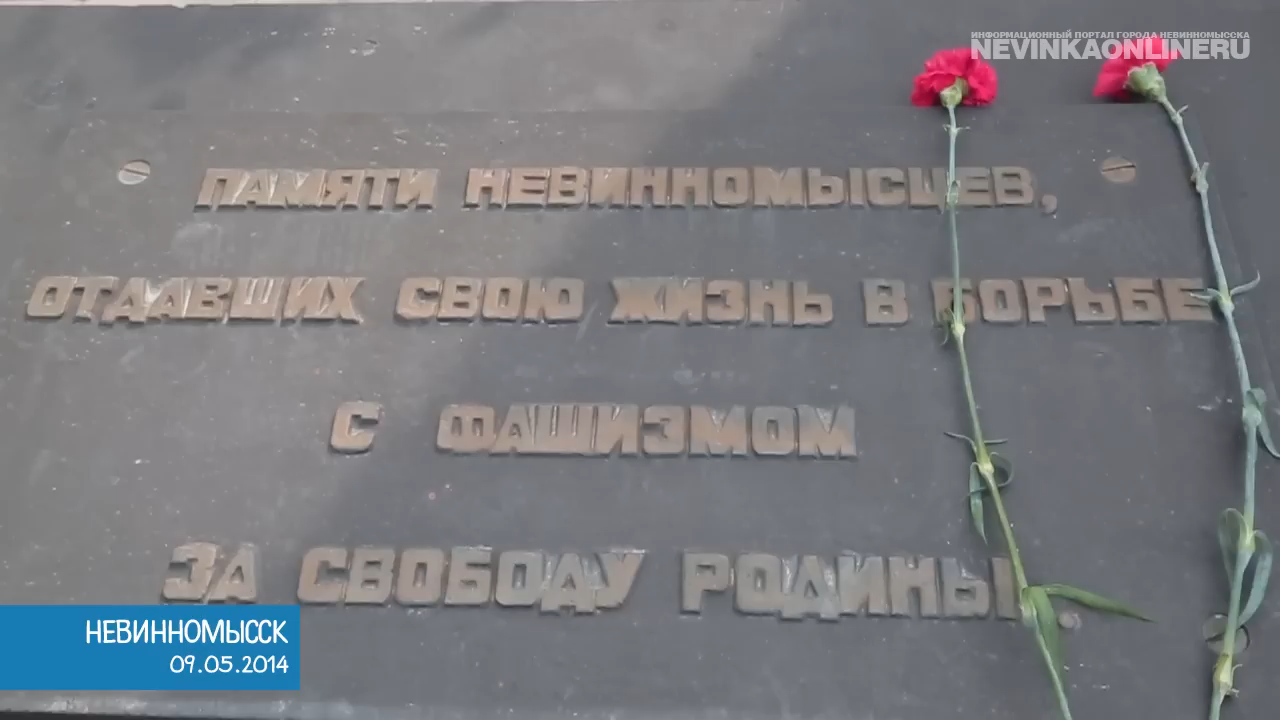 ИНФОРМАЦИОННЫЙ ПОРТАЛ ГОРОДА НЕВИННОМЫССКА
NEVINKAONLINE.RU
ПАМЯТИ НЕВИННОМЫСЦЕВ,
ОТДАВШИХ СВОЮ ЖИЗНЬ В БОРЬБЕ
С ФАШИЗМОМ
ЗА СВОБОДУ РОДИНЫ
НЕВИННОМЫССК
09.05.2014